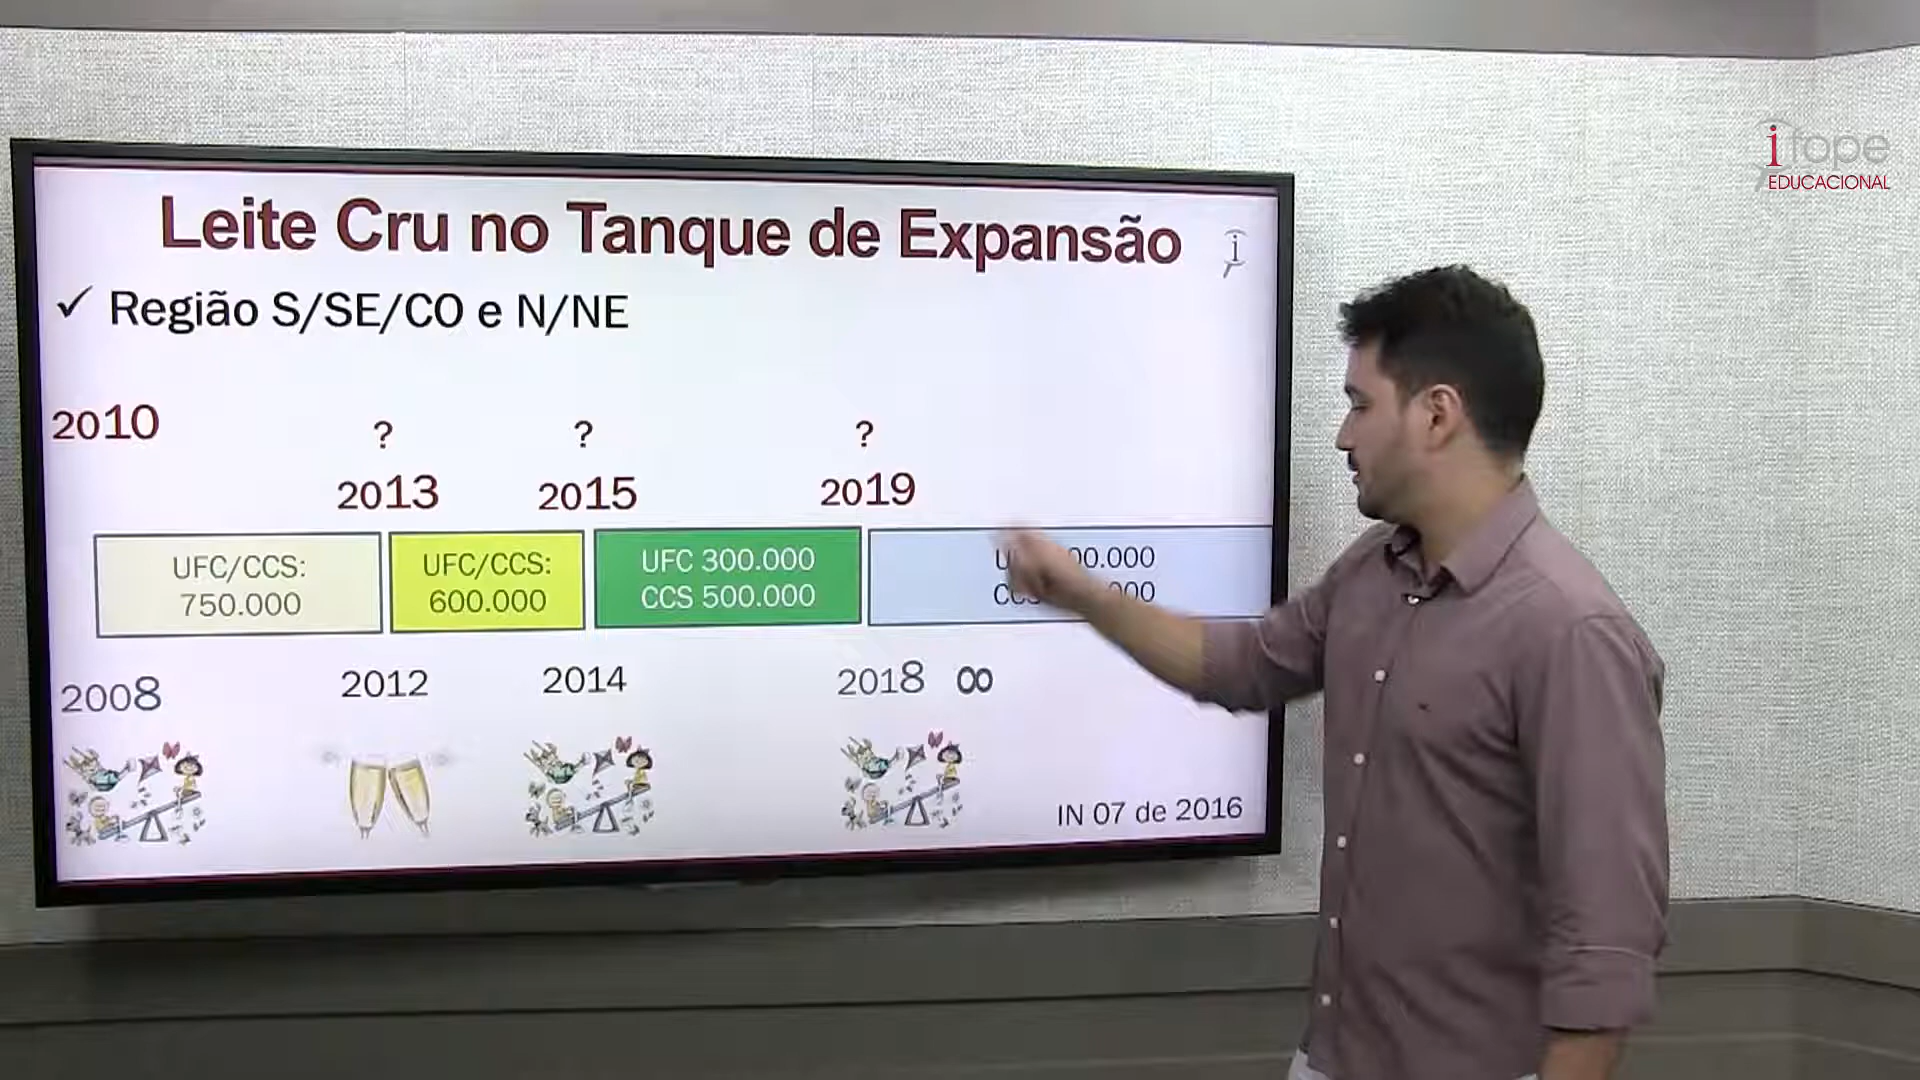 itope
EDUCACIONAL
Leite Cru no Tanque de Expansão
i
✓ Região S/SE/CO e N/NE
2010
? ? ?
2013 2015 2019
UFC/CCS:
750.000
UFC/CCS:
600.000
UFC 300.000
CCS 500.000
2008 2012 2014 2018 ∞
IN 07 de 2016